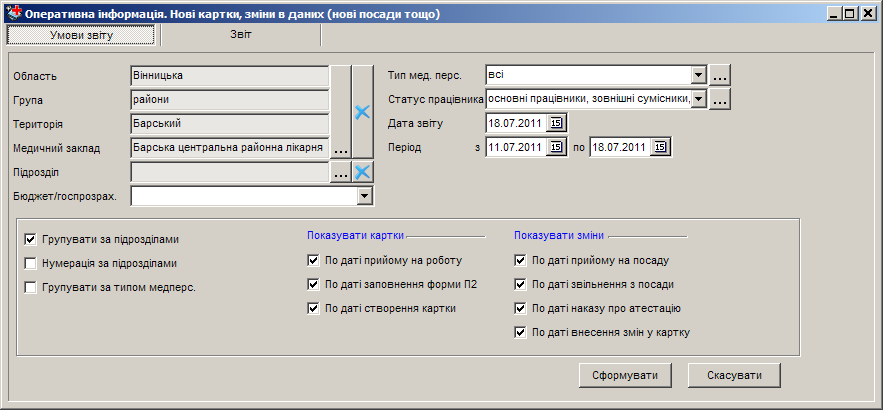 Оперативна інформація. Нові картки, зміни в даних (нові посади тощо)
Умови звіту Звіт
Область Вінницька
Група райони
Територія Барський
Медичний заклад Барська центральна районна лікарня ...
Підрозділ ...
Бюджет/госпрозрах.
Тип мед. перс. всі ...
Статус працівника основні працівники, зовнішні сумісники, ...
Дата звіту 18.07.2011 15
Період з 11.07.2011 15 по 18.07.2011 15
Групувати за підрозділами
Нумерація за підрозділами
Групувати за типом медперс.
Показувати картки
По даті прийому на роботу
По даті заповнення форми П2
По даті створення картки
Показувати зміни
По даті прийому на посаду
По даті звільнення з посади
По даті наказу про атестацію
По даті внесення змін у картку
Сформувати Скасувати